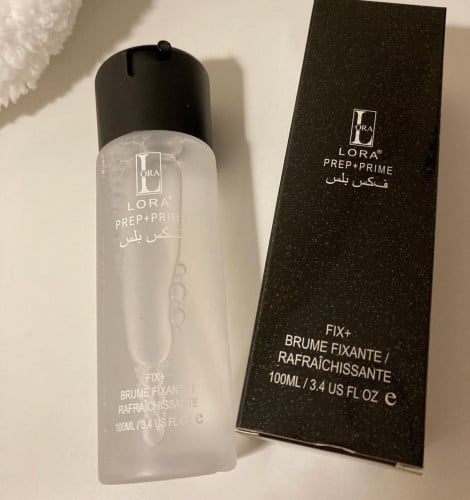 LORA
LORA®
PREP+PRIME
فكس بلس
FIX+
BRUME FIXANTE /
RAFRAÎCHISSANTE
100ML / 3.4 US FL OZ e
LORA
LORA®
PREP+PRIME
فكس بلس
FIX+
BRUME FIXANTE /
RAFRAÎCHISSANTE
100ML / 3.4 US FL OZ e